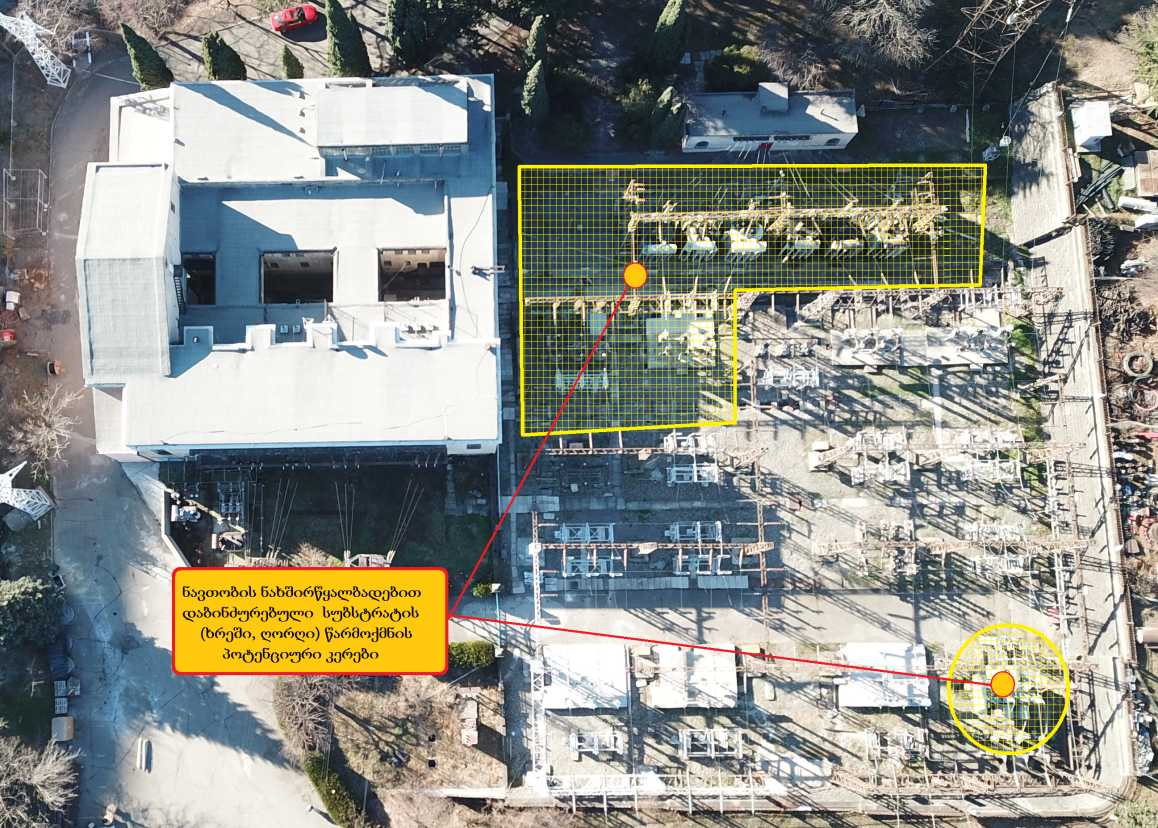 ნავთობის ნახშირწყალბადებით
დაბინძურებული სუბსტრატის
(ხრეში, ღორღი) წარმოქმნის
პოტენციური კერები